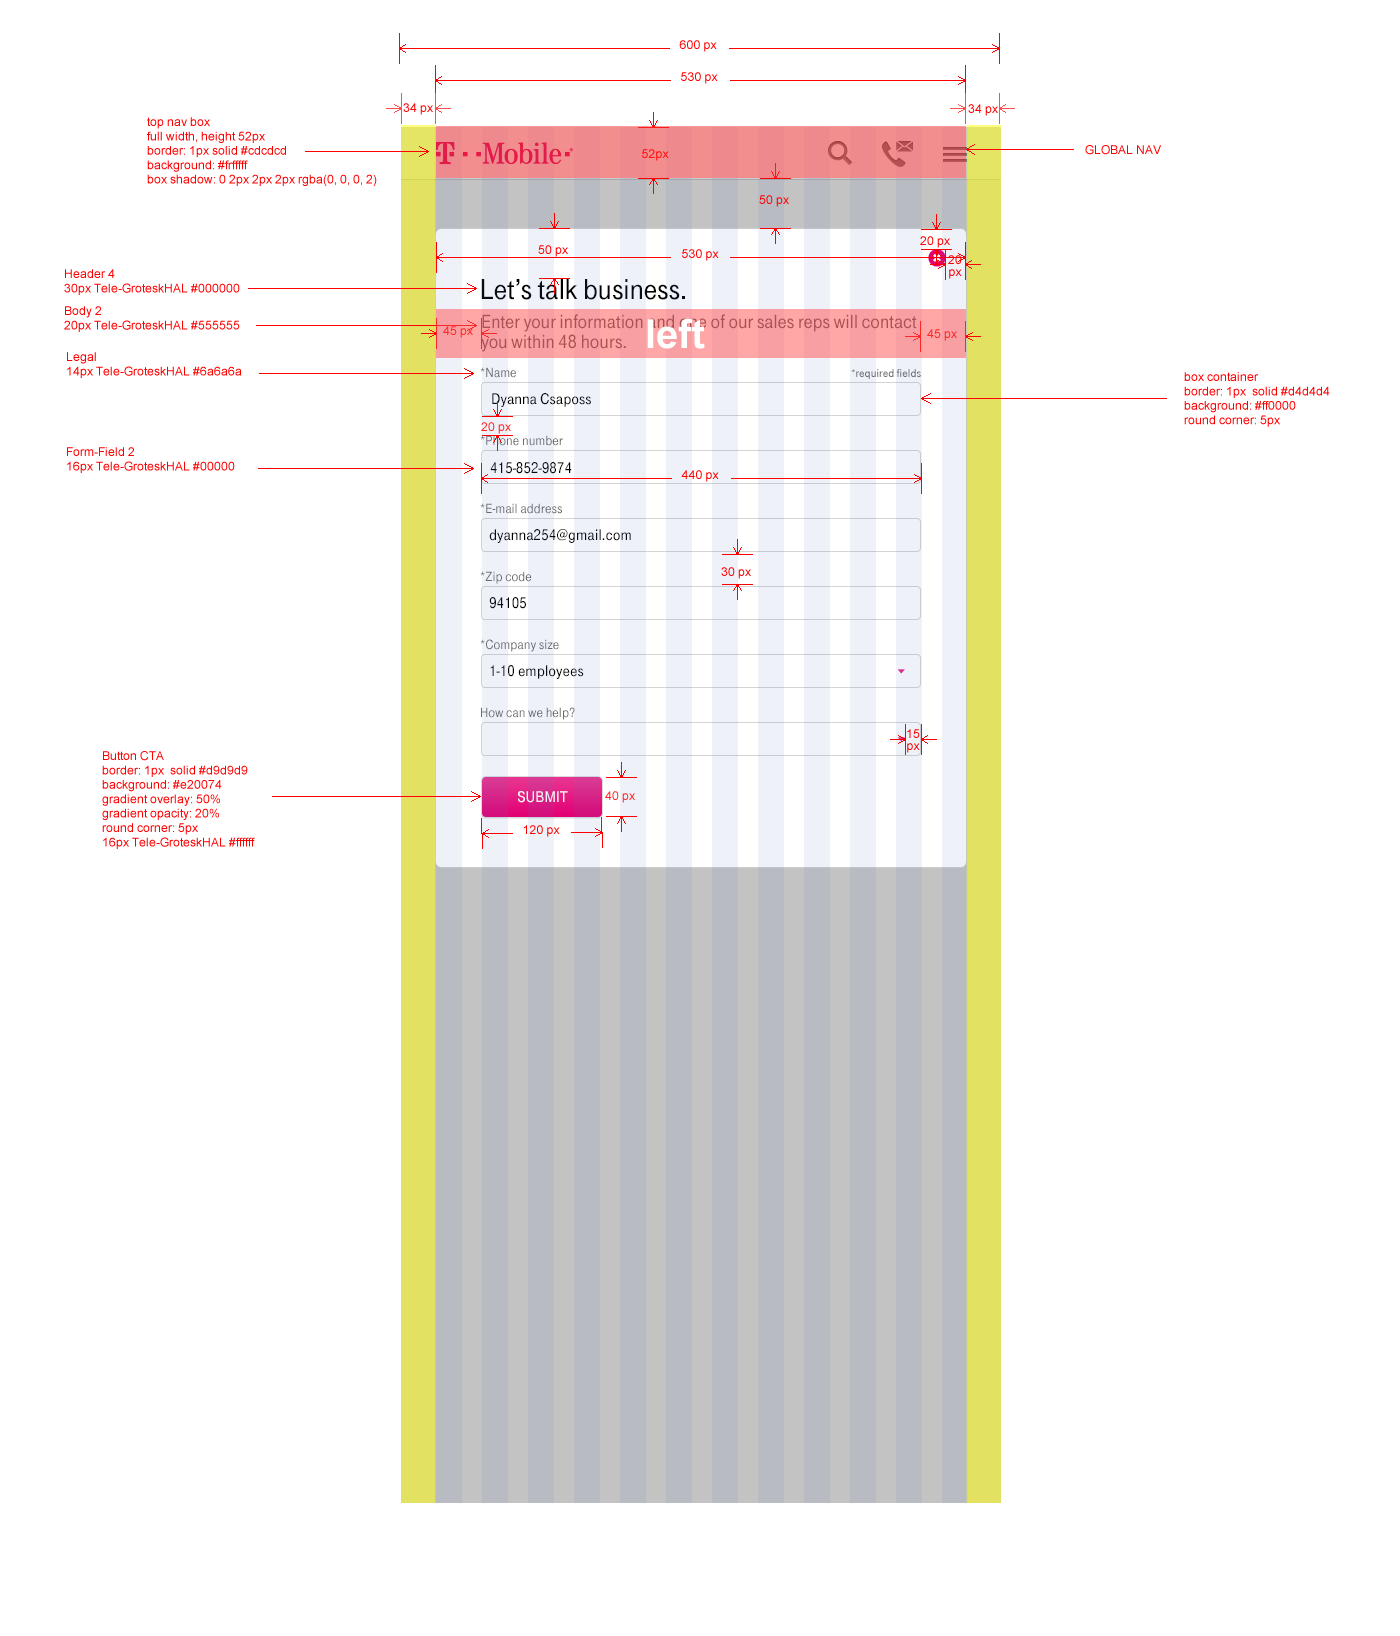 600 px
530 px
34 px
34 px
top nav box
full width, height 52px
border: 1px solid #cdcdcd
background: #frfffff
box shadow: 0 2px 2px 2px rgba(0, 0, 0, 2)
T · · · Mobile ·
52px
GLOBAL NAV
50 px
50 px
530 px
20 px
20 px
Header 4
30px Tele-GroteskHAL #000000
Let's talk business.
Body 2
20px Tele-GroteskHAL #555555
Enter your information and one of our sales reps will contact
you within 48 hours.
left
45 px
45 px
Legal
14px Tele-GroteskHAL #6a6a6a
*Name
*required fields
Dyanna Csaposs
box container
border: 1px solid #d4d4d4
background: #ff0000
round corner: 5px
20 px
*Phone number
Form-Field 2
16px Tele-GroteskHAL #00000
415-852-9874
440 px
*E-mail address
dyanna254@gmail.com
30 px
*Zip code
94105
*Company size
1-10 employees
How can we help?
15 px
Button CTA
border: 1px solid #d9d9d9
background: #e20074
gradient overlay: 50%
gradient opacity: 20%
round corner: 5px
16px Tele-GroteskHAL #ffffff
SUBMIT
40 px
120 px